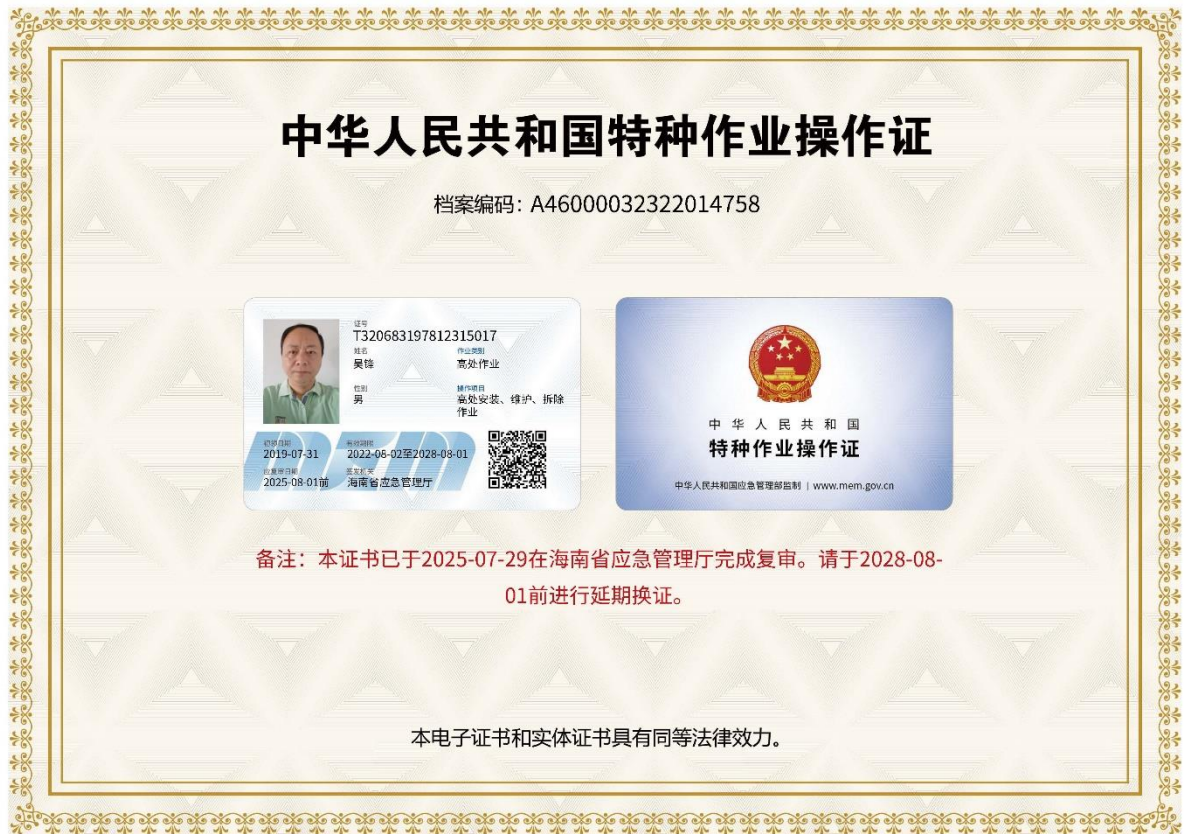 中华人民共和国特种作业操作证
档案编码：A46000032322014758
证号
T320683197812315017
姓名
吴锋
作业类别
高处作业
性别
男
操作项目
高处安装、维护、拆除
作业
初领日期
2019-07-31
有效期限
2022-08-02至2028-08-01
应复审日期
2025-08-01前
签发机关
海南省应急管理厅
中华人民共和国
特种作业操作证
中华人民共和国应急管理部监制 | www.mem.gov.cn
备注：本证书已于2025-07-29在海南省应急管理厅完成复审。请于2028-08-
01前进行延期换证。
本电子证书和实体证书具有同等法律效力。